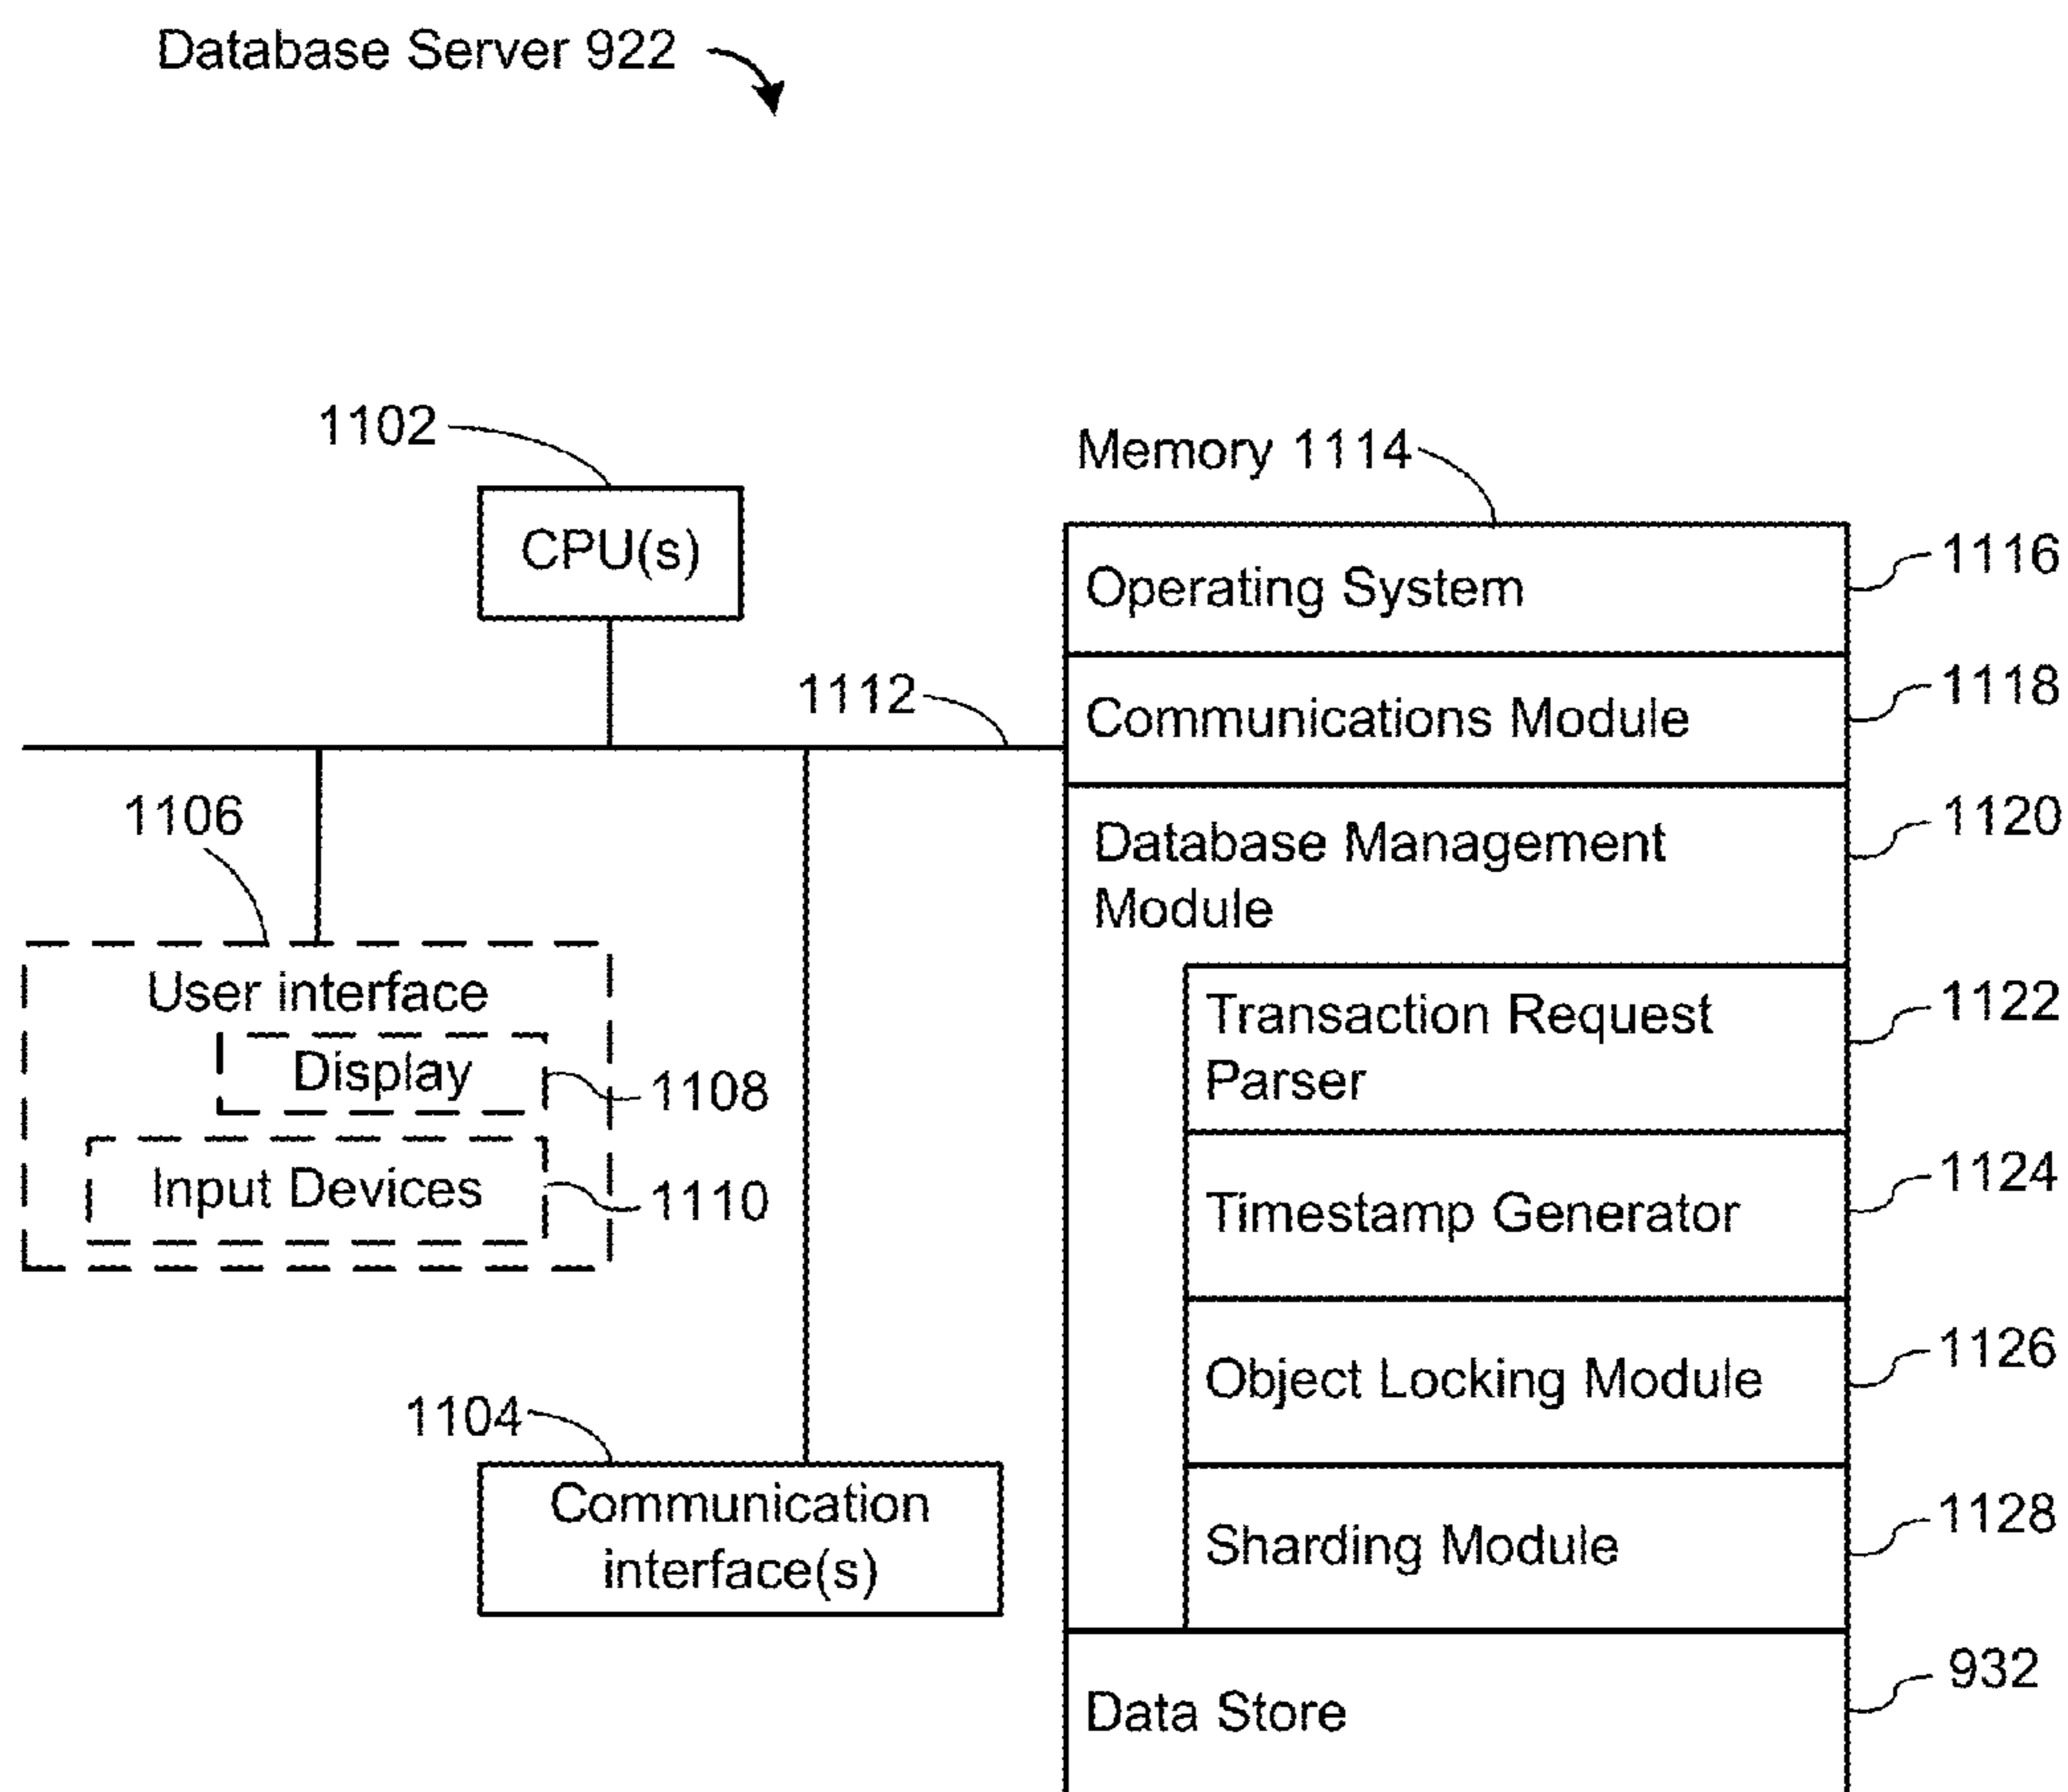 Database Server 922
1102
CPU(s)
1112
1106
User interface
Display
1108
Input Devices
1110
1104
Communication
interface(s)
Memory 1114
Operating System
1116
Communications Module
1118
Database Management
Module
1120
Transaction Request
Parser
1122
Timestamp Generator
1124
Object Locking Module
1126
Sharding Module
1128
Data Store
932